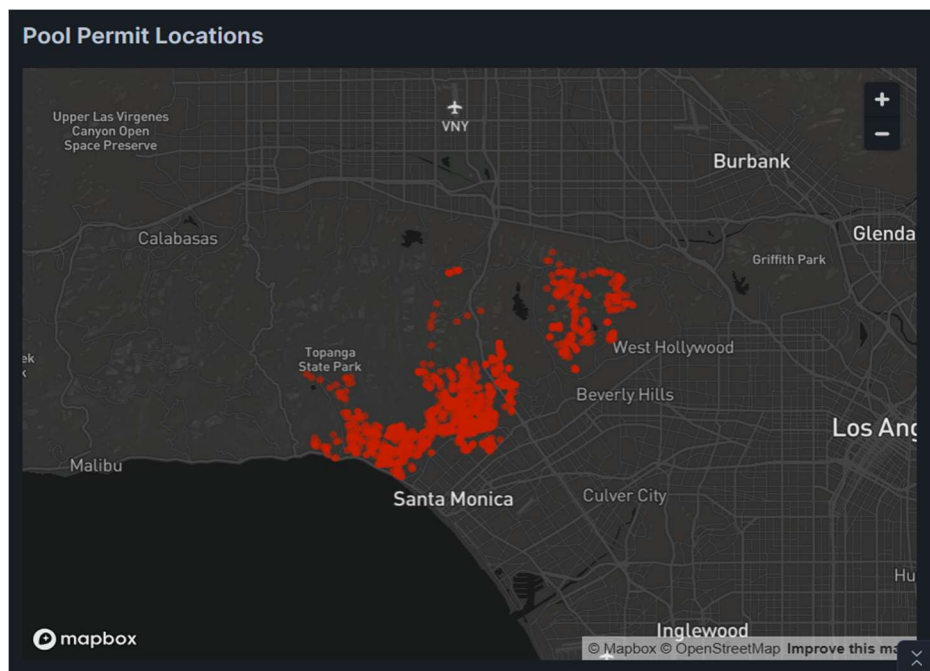 Pool Permit Locations
Upper Las Virgenes
Canyon Open
Space Preserve
VNY
+
−
Burbank
Calabasas
Glenda
Griffith Park
ek
Topanga
State Park
West Hollywood
Beverly Hills
Los Ang
Malibu
Santa Monica
Culver City
Hu
Inglewood
mapbox
© Mapbox © OpenStreetMap Improve this ma